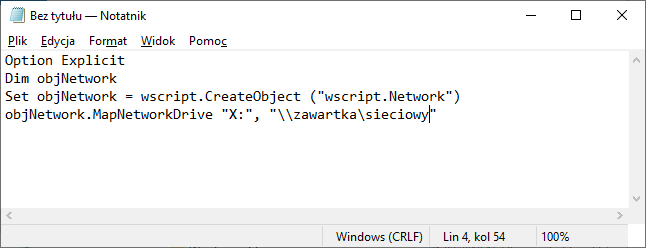 Bez tytułu — Notatnik
Plik Edycja Format Widok Pomoc
Option Explicit
Dim objNetwork
Set objNetwork = wscript.CreateObject ("wscript.Network")
objNetwork.MapNetworkDrive "X:", "\\zawartka\sieciowy"
Windows (CRLF) Lin 4, kol 54 100%